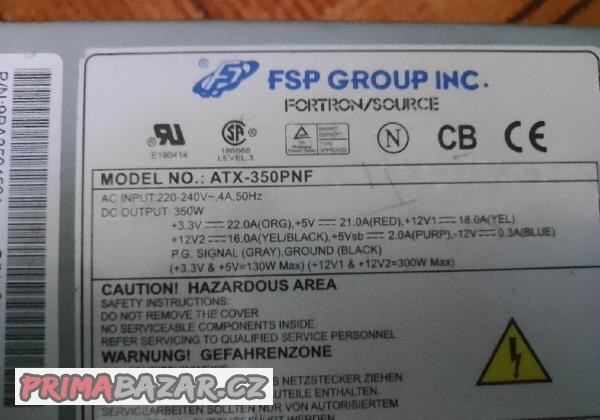 FSP GROUP INC.
FORTRON/SOURCE
E190414
188668
LEVEL 3
N
CB
CE
MODEL NO.: ATX-350PNF
AC INPUT:220-240V~,4A,50Hz
DC OUTPUT: 350W
+3.3V ⎓ 22.0A(ORG),+5V ⎓ 21.0A(RED),+12V1 ⎓ 18.0A(YEL)
+12V2 ⎓ 16.0A(YEL/BLACK),+5Vsb ⎓ 2.0A(PURP),-12V ⎓ 0.3A(BLUE)
P.G. SIGNAL (GRAY),GROUND (BLACK)
(+3.3V & +5V=130W Max) (+12V1 & +12V2=300W Max)
CAUTION! HAZARDOUS AREA
SAFETY INSTRUCTIONS:
DO NOT REMOVE THE COVER
NO SERVICEABLE COMPONENTS INSIDE.
REFER SERVICING TO QUALIFIED SERVICE PERSONNEL.
WARNUNG! GEFAHRENZONE
NETZSTECKER ZIEHEN.
TEILE ENTHALTEN.
NUR VON AUTORISIERTEM
PRIMABAZAR.CZ